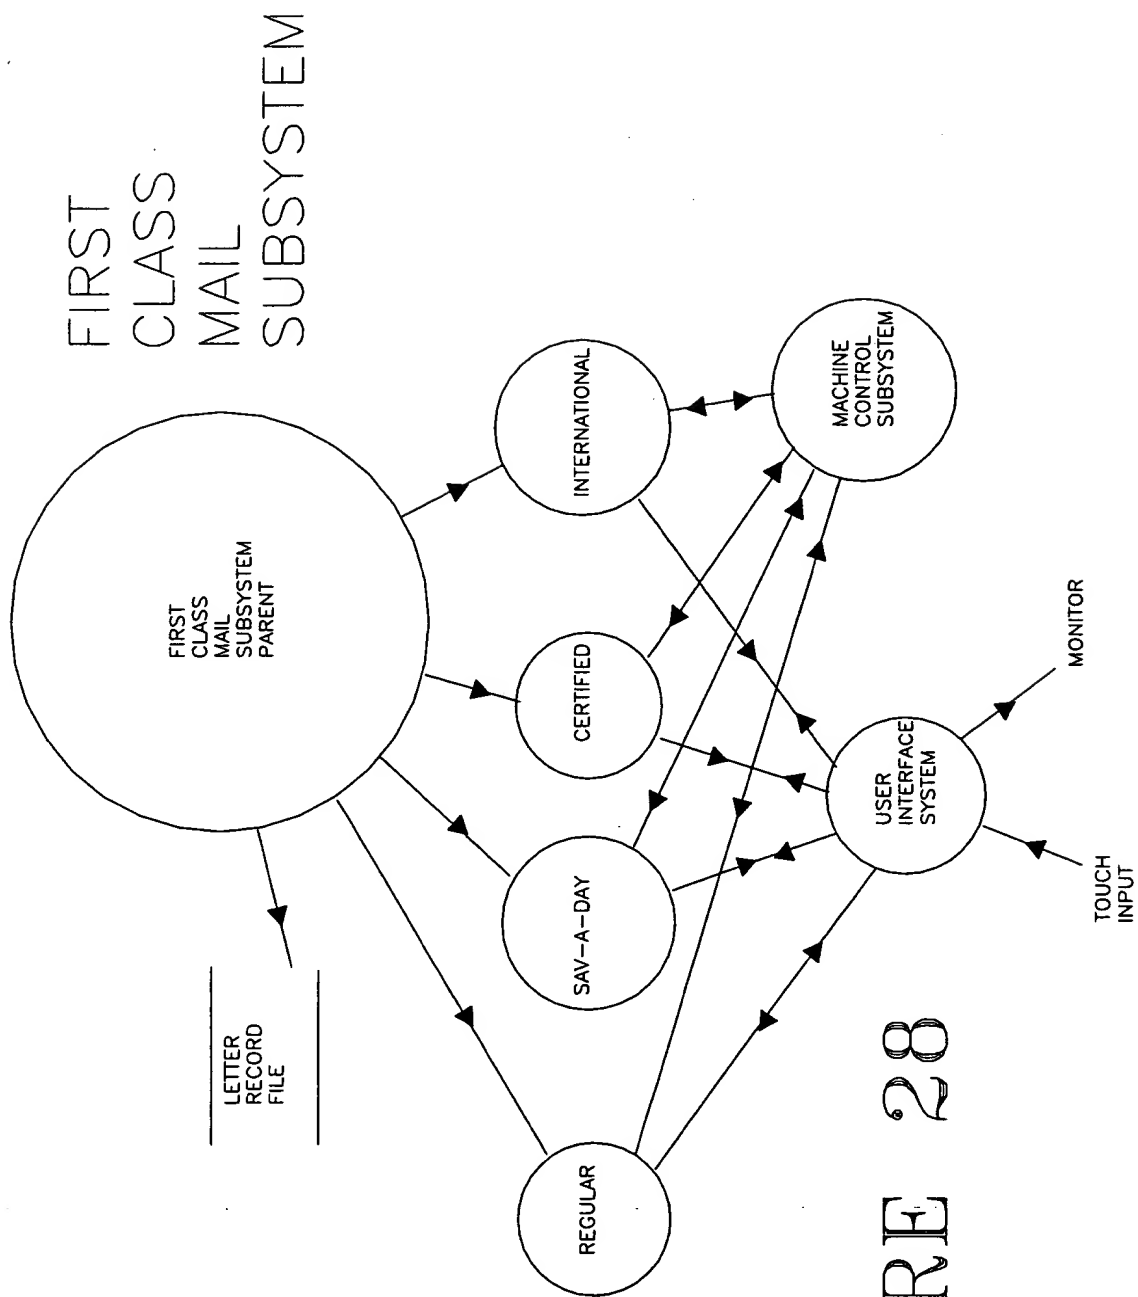 FIRST
CLASS
MAIL
SUBSYSTEM
LETTER
RECORD
FILE
FIRST
CLASS
MAIL
SUBSYSTEM
PARENT
REGULAR
SAV-A-DAY
CERTIFIED
INTERNATIONAL
USER
INTERFACE
SYSTEM
MACHINE
CONTROL
SUBSYSTEM
TOUCH
INPUT
MONITOR
RE 28